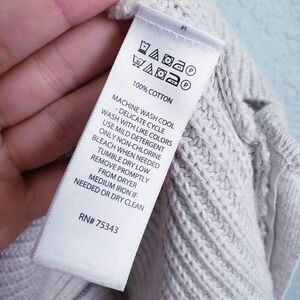 100% COTTON
MACHINE WASH COOL
- DELICATE CYCLE
WASH WITH LIKE COLORS
USE MILD DETERGENT
ONLY NON-CHLORINE
BLEACH WHEN NEEDED
TUMBLE DRY LOW
REMOVE PROMPTLY
FROM DRYER
MEDIUM IRON IF
NEEDED OR DRY CLEAN
RN# 75343